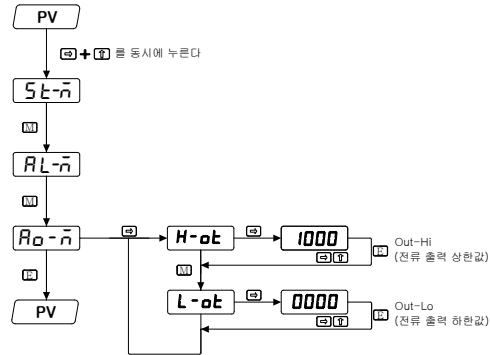 PV
⇨ + ⇧ 를 동시에 누른다
St-m̄
M
AL-m̄
M
Ao-m̄ ⇨ H-ot ⇨ 1000
⇨ ⇧ E Out-Hi
(전류 출력 상한값)
E M
PV
L-ot ⇨ 0000
⇨ ⇧ E Out-Lo
(전류 출력 하한값)